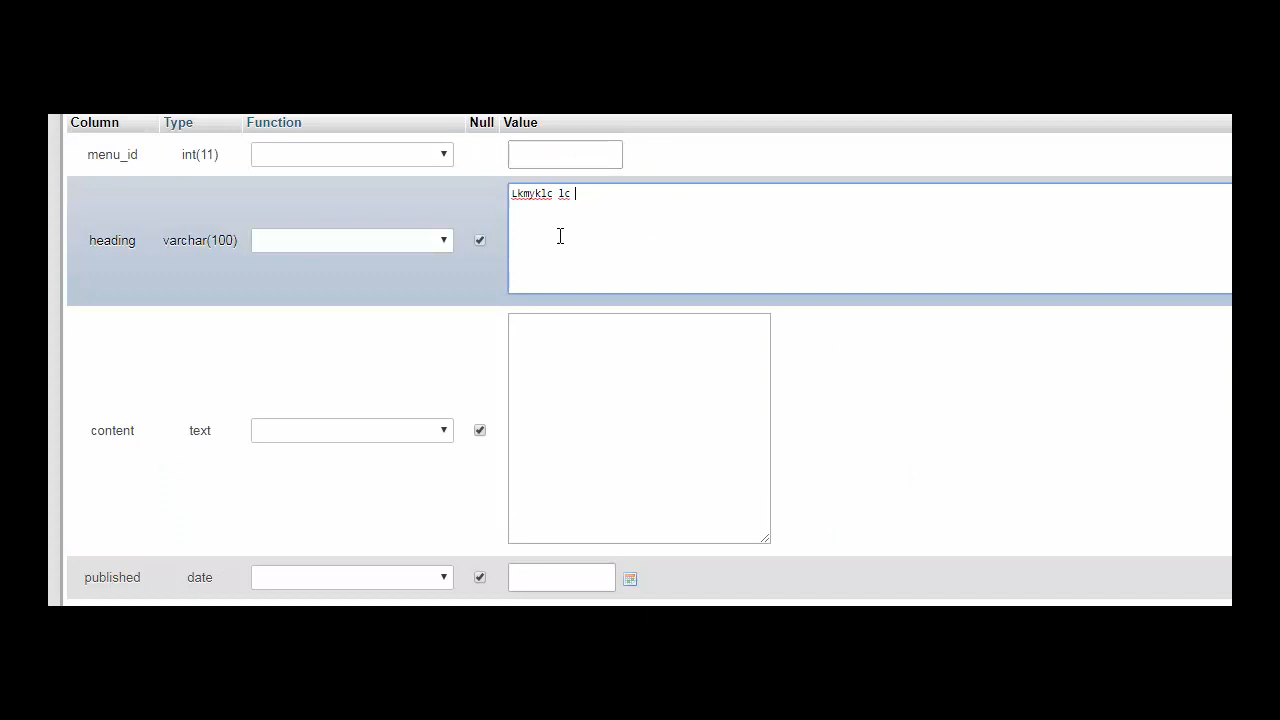 Column Type Function Null Value
menu_id int(11)
Lkmyklc lc
heading varchar(100)
content text
published date